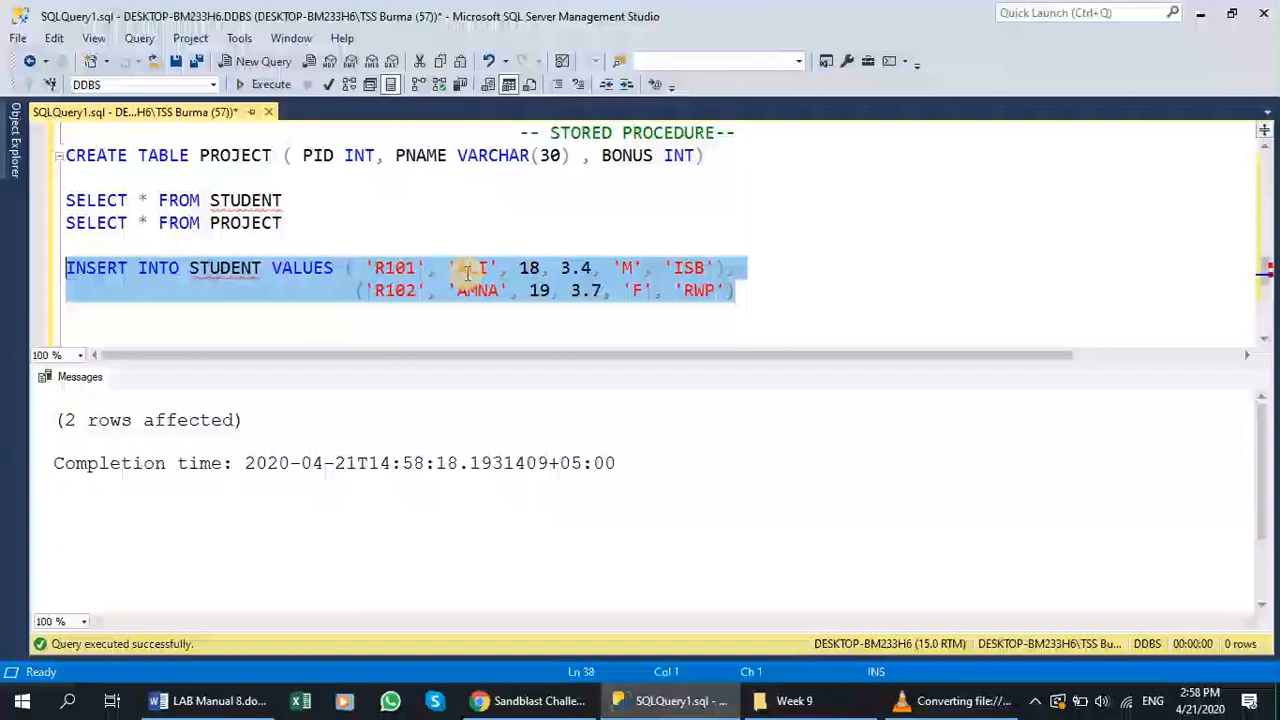 SQLQuery1.sql - DESKTOP-BM233H6.DDBS (DESKTOP-BM233H6\TSS Burma (57))* - Microsoft SQL Server Management Studio
Quick Launch (Ctrl+Q)
File Edit View Query Project Tools Window Help
New Query
DDBS Execute
SQLQuery1.sql - DE...H6\TSS Burma (57))*
Object Explorer
-- STORED PROCEDURE--
CREATE TABLE PROJECT ( PID INT, PNAME VARCHAR(30) , BONUS INT)
SELECT * FROM STUDENT
SELECT * FROM PROJECT
INSERT INTO STUDENT VALUES ( 'R101', 'ALI', 18, 3.4, 'M', 'ISB'),
('R102', 'AMNA', 19, 3.7, 'F', 'RWP')
100 %
Messages
(2 rows affected)
Completion time: 2020-04-21T14:58:18.1931409+05:00
100 %
Query executed successfully. DESKTOP-BM233H6 (15.0 RTM) DESKTOP-BM233H6\TSS Bu... DDBS 00:00:00 0 rows
Ready Ln 38 Col 1 Ch 1 INS
LAB Manual 8.do... Sandblast Challe... SQLQuery1.sql - ... Week 9 Converting file://... ENG 2:58 PM
4/21/2020